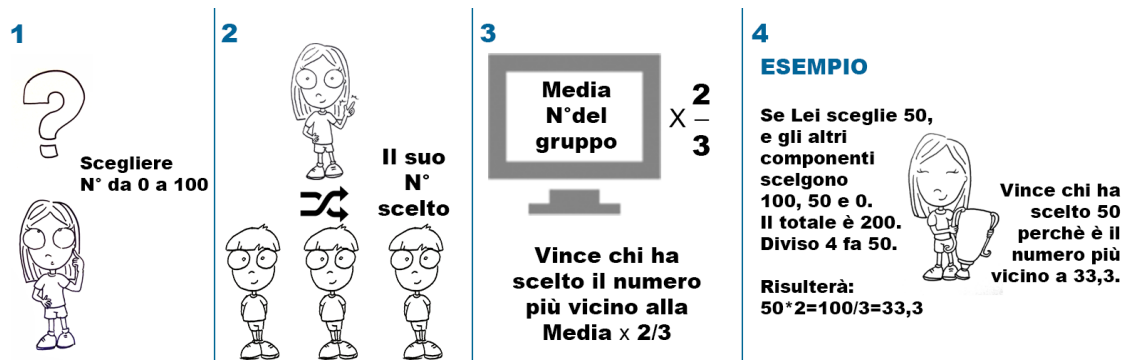 1
Scegliere
N° da 0 a 100
2
Il suo
N°
scelto
3
Media
N°del
gruppo
X 2/3
Vince chi ha
scelto il numero
più vicino alla
Media x 2/3
4
ESEMPIO
Se Lei sceglie 50,
e gli altri
componenti
scelgono
100, 50 e 0.
Il totale è 200.
Diviso 4 fa 50.
Risulterà:
50*2=100/3=33,3
Vince chi ha
scelto 50
perchè è il
numero più
vicino a 33,3.